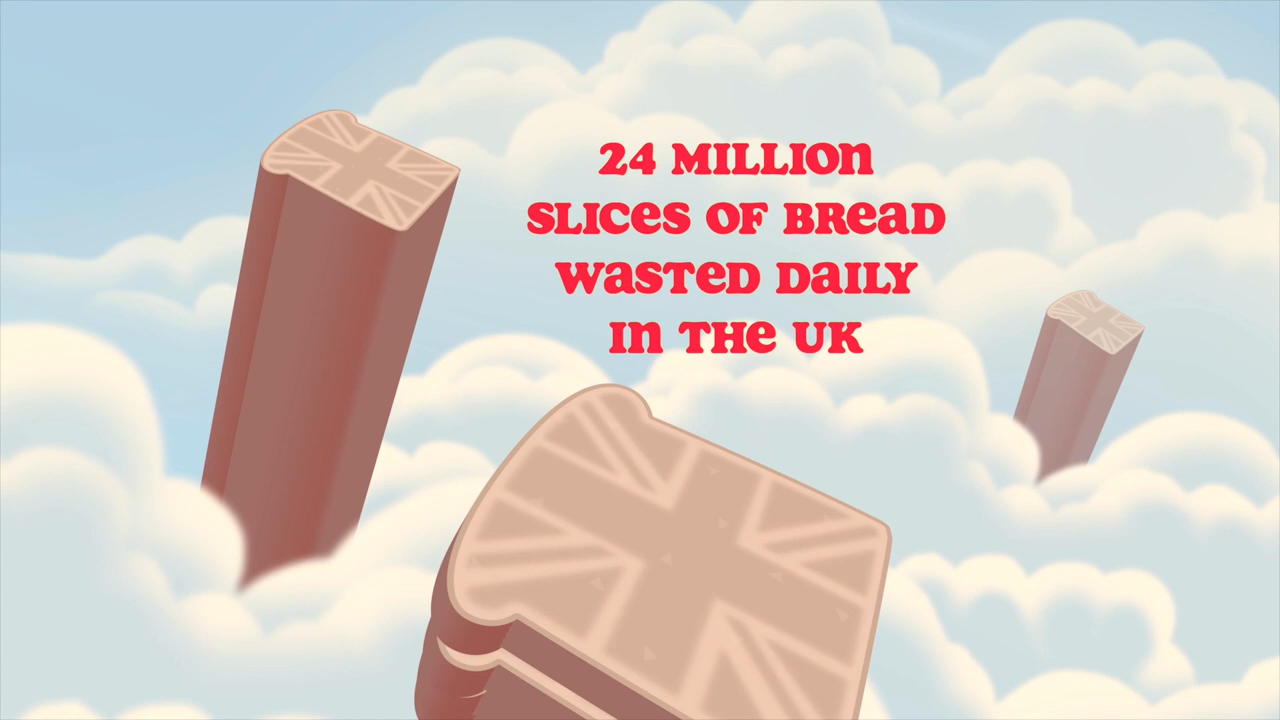 24 MILLION
SLICES OF BREAD
WASTED DAILY
IN THE UK